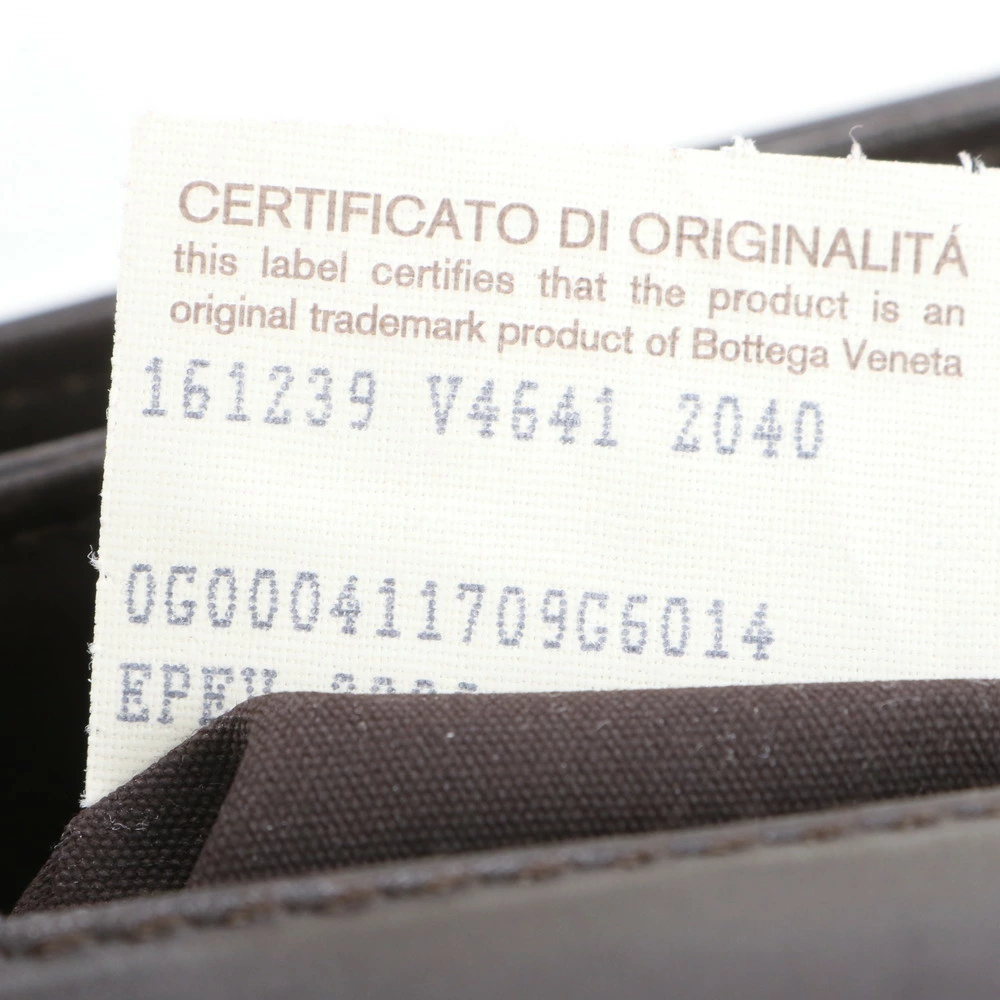 CERTIFICATO DI ORIGINALITÁ
this label certifies that the product is an
original trademark product of Bottega Veneta
161239 V4641 2040
0G000411709G6014